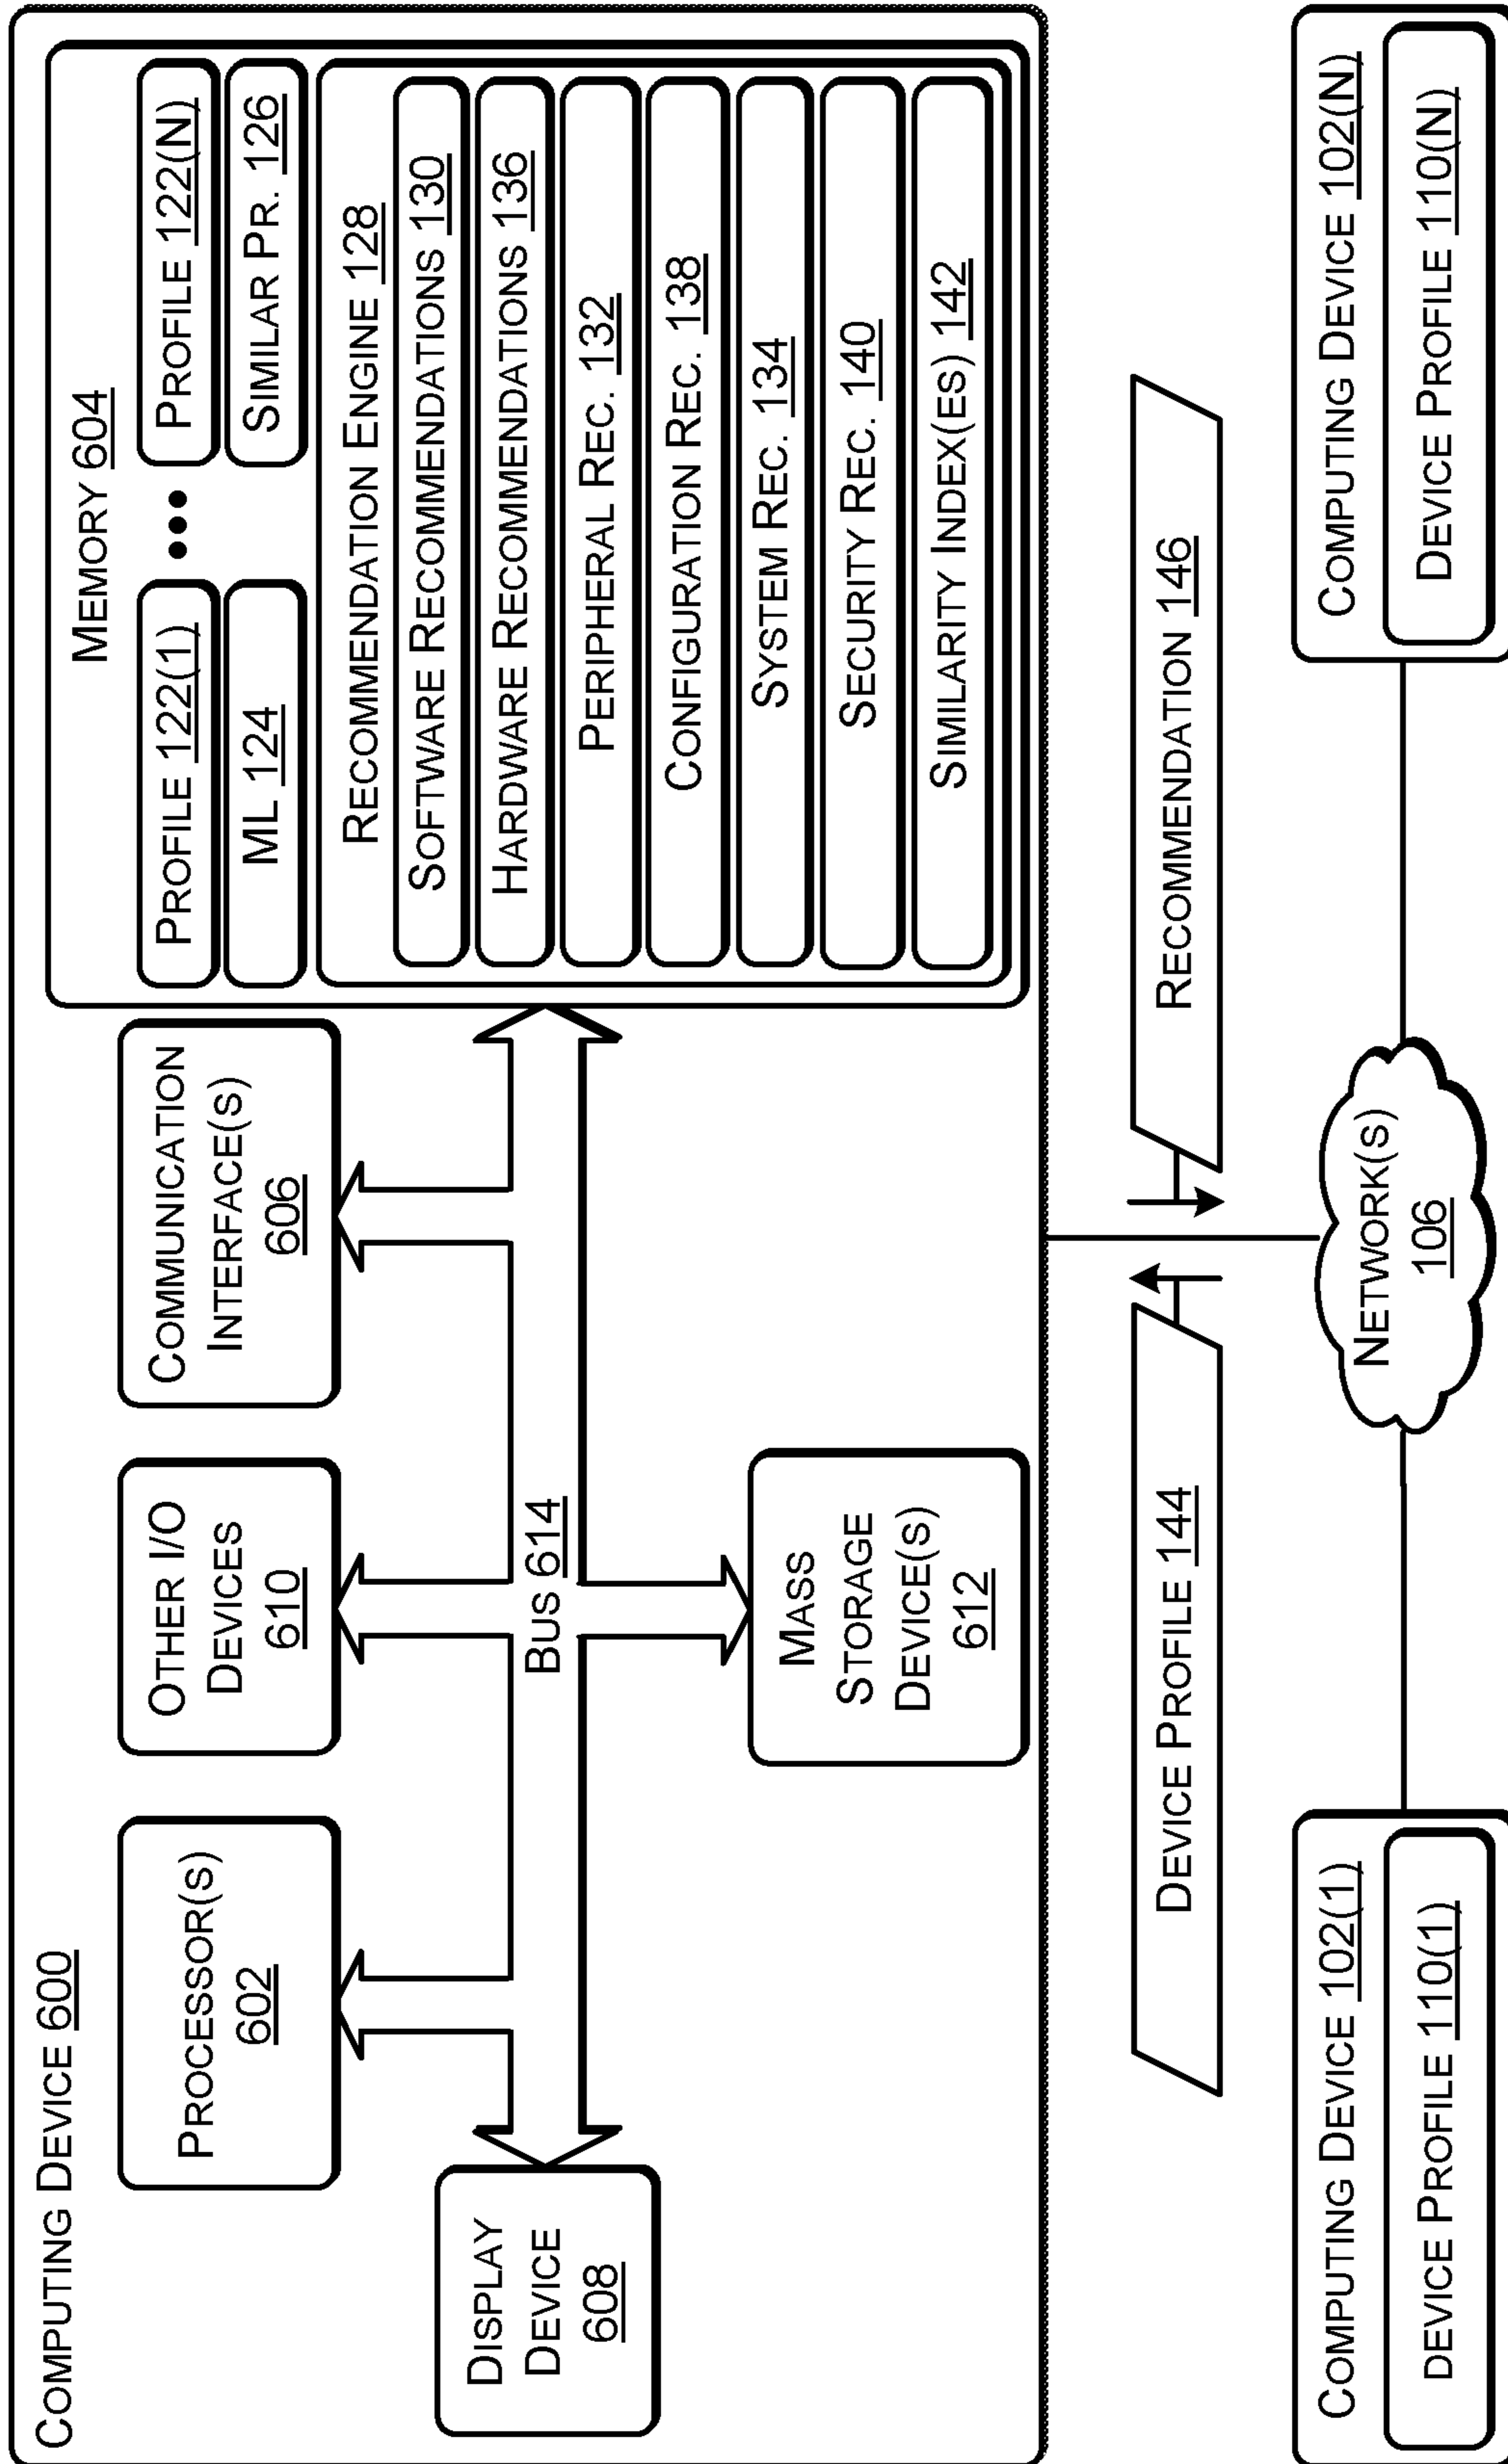 COMPUTING DEVICE 600
PROCESSOR(S)
602
OTHER I/O
DEVICES
610
COMMUNICATION
INTERFACE(S)
606
DISPLAY
DEVICE
608
BUS 614
MASS
STORAGE
DEVICE(S)
612
MEMORY 604
PROFILE 122(1)
PROFILE 122(N)
ML 124
SIMILAR PR. 126
RECOMMENDATION ENGINE 128
SOFTWARE RECOMMENDATIONS 130
HARDWARE RECOMMENDATIONS 136
PERIPHERAL REC. 132
CONFIGURATION REC. 138
SYSTEM REC. 134
SECURITY REC. 140
SIMILARITY INDEX(ES) 142
DEVICE PROFILE 144
RECOMMENDATION 146
COMPUTING DEVICE 102(1)
DEVICE PROFILE 110(1)
NETWORK(S)
106
COMPUTING DEVICE 102(N)
DEVICE PROFILE 110(N)